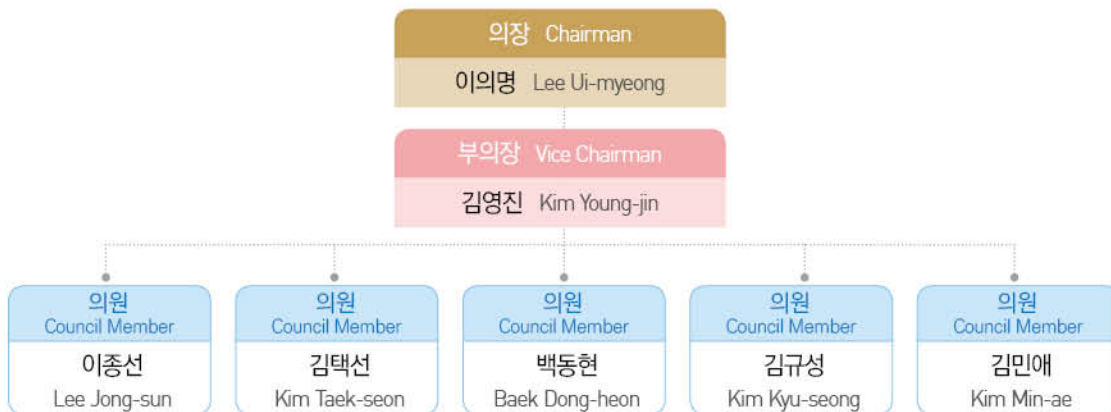 의장 Chairman
이의명 Lee Ui-myeong
부의장 Vice Chairman
김영진 Kim Young-jin
의원
Council Member
이종선
Lee Jong-sun
의원
Council Member
김택선
Kim Taek-seon
의원
Council Member
백동현
Baek Dong-heon
의원
Council Member
김규성
Kim Kyu-seong
의원
Council Member
김민애
Kim Min-ae